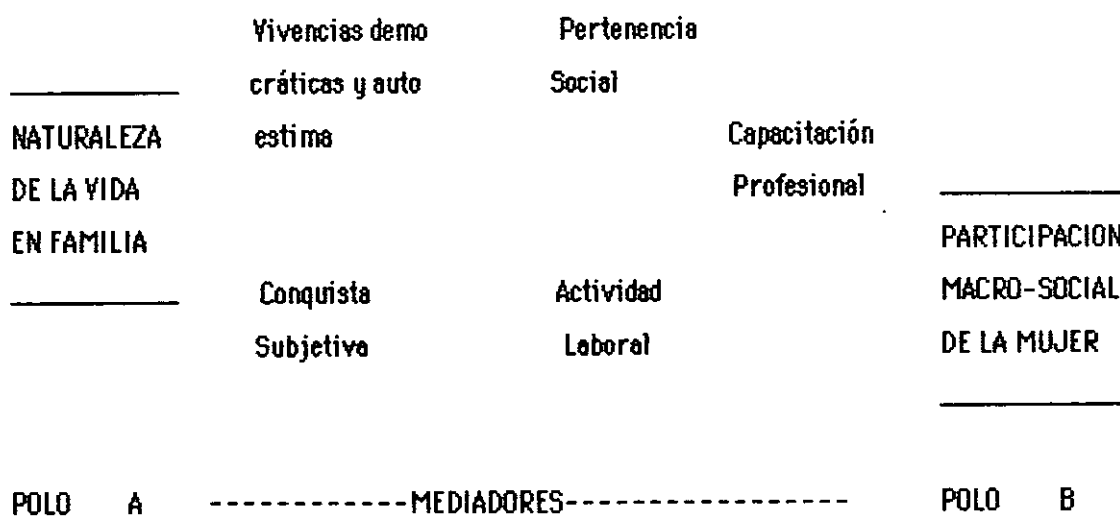 Vivencias demo
cráticas y auto
estima
Pertenencia
Social
NATURALEZA
DE LA VIDA
EN FAMILIA
Capacitación
Profesional
Conquista
Subjetiva
Actividad
Laboral
PARTICIPACION
MACRO-SOCIAL
DE LA MUJER
POLO A ------------MEDIADORES----------------- POLO B